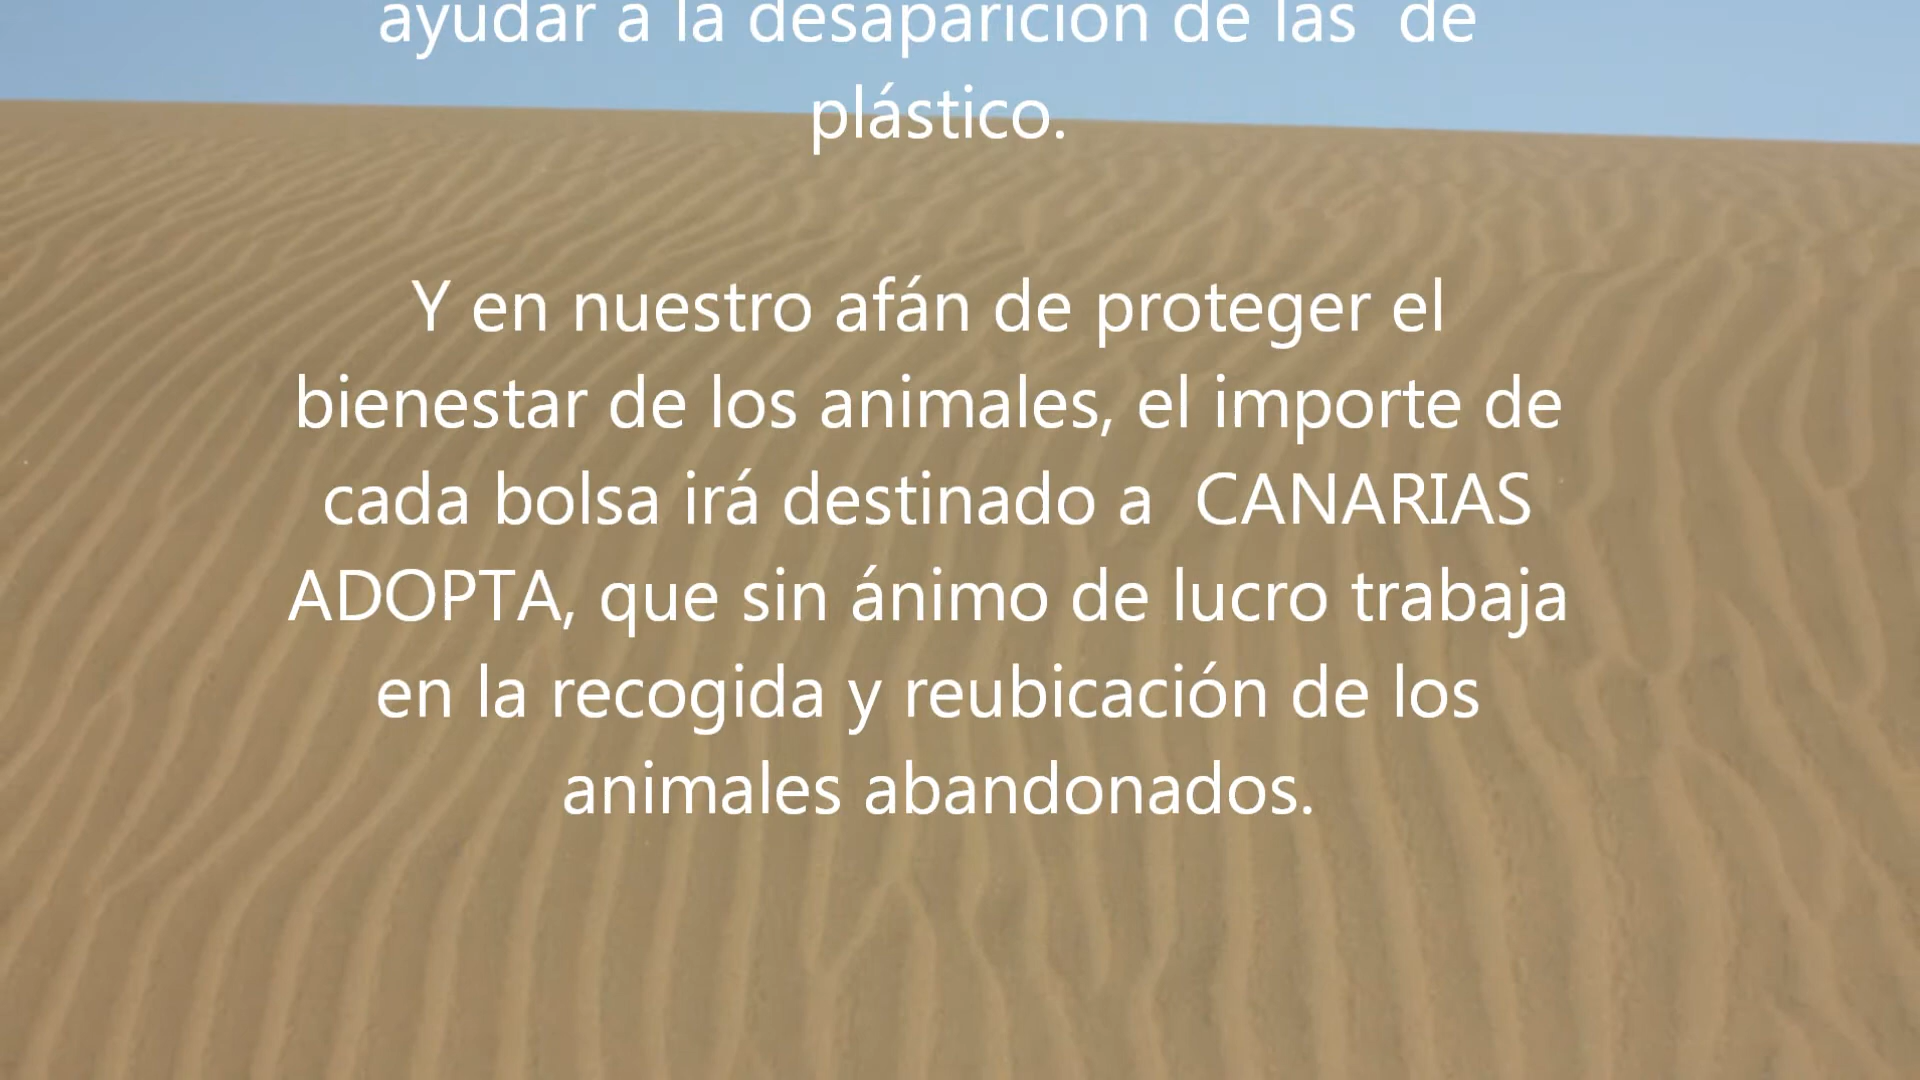 ayudar a la desaparición de las  de
plástico.
Y en nuestro afán de proteger el
bienestar de los animales, el importe de
cada bolsa irá destinado a  CANARIAS
ADOPTA, que sin ánimo de lucro trabaja
en la recogida y reubicación de los
animales abandonados.